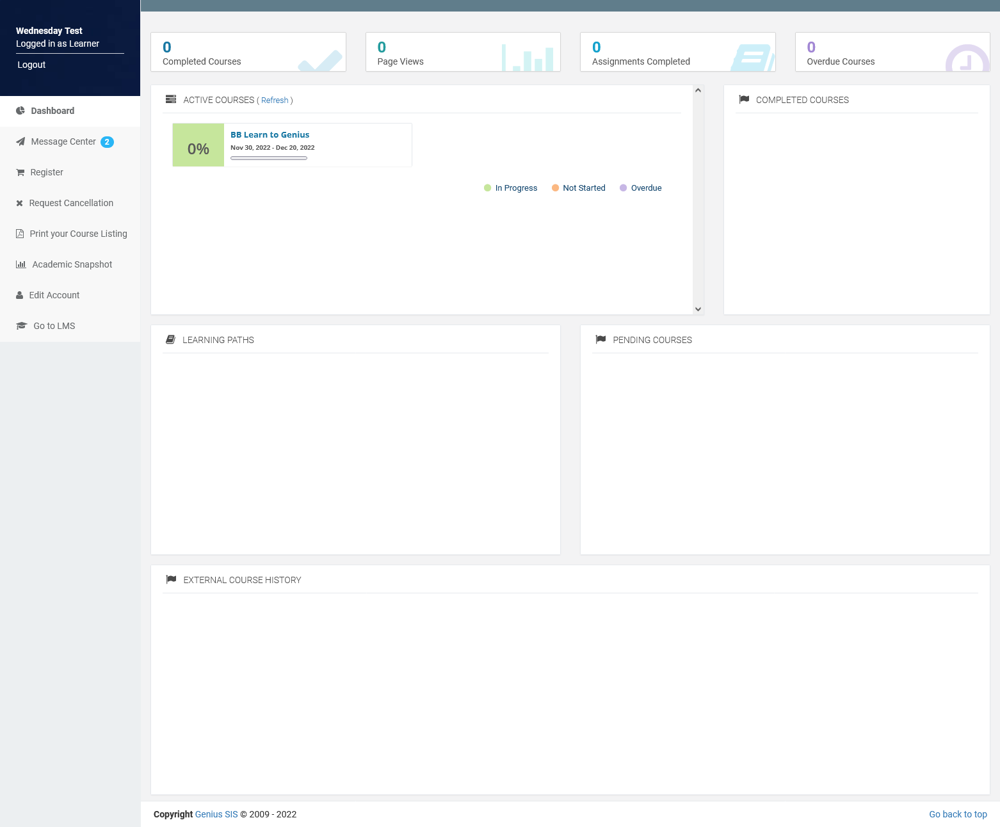 Wednesday Test
Logged in as Learner
Logout
Dashboard
Message Center 2
Register
Request Cancellation
Print your Course Listing
Academic Snapshot
Edit Account
Go to LMS
0
Completed Courses
0
Page Views
0
Assignments Completed
0
Overdue Courses
ACTIVE COURSES ( Refresh )
0%
BB Learn to Genius
Nov 30, 2022 - Dec 20, 2022
In Progress Not Started Overdue
COMPLETED COURSES
LEARNING PATHS
PENDING COURSES
EXTERNAL COURSE HISTORY
Copyright Genius SIS © 2009 - 2022
Go back to top